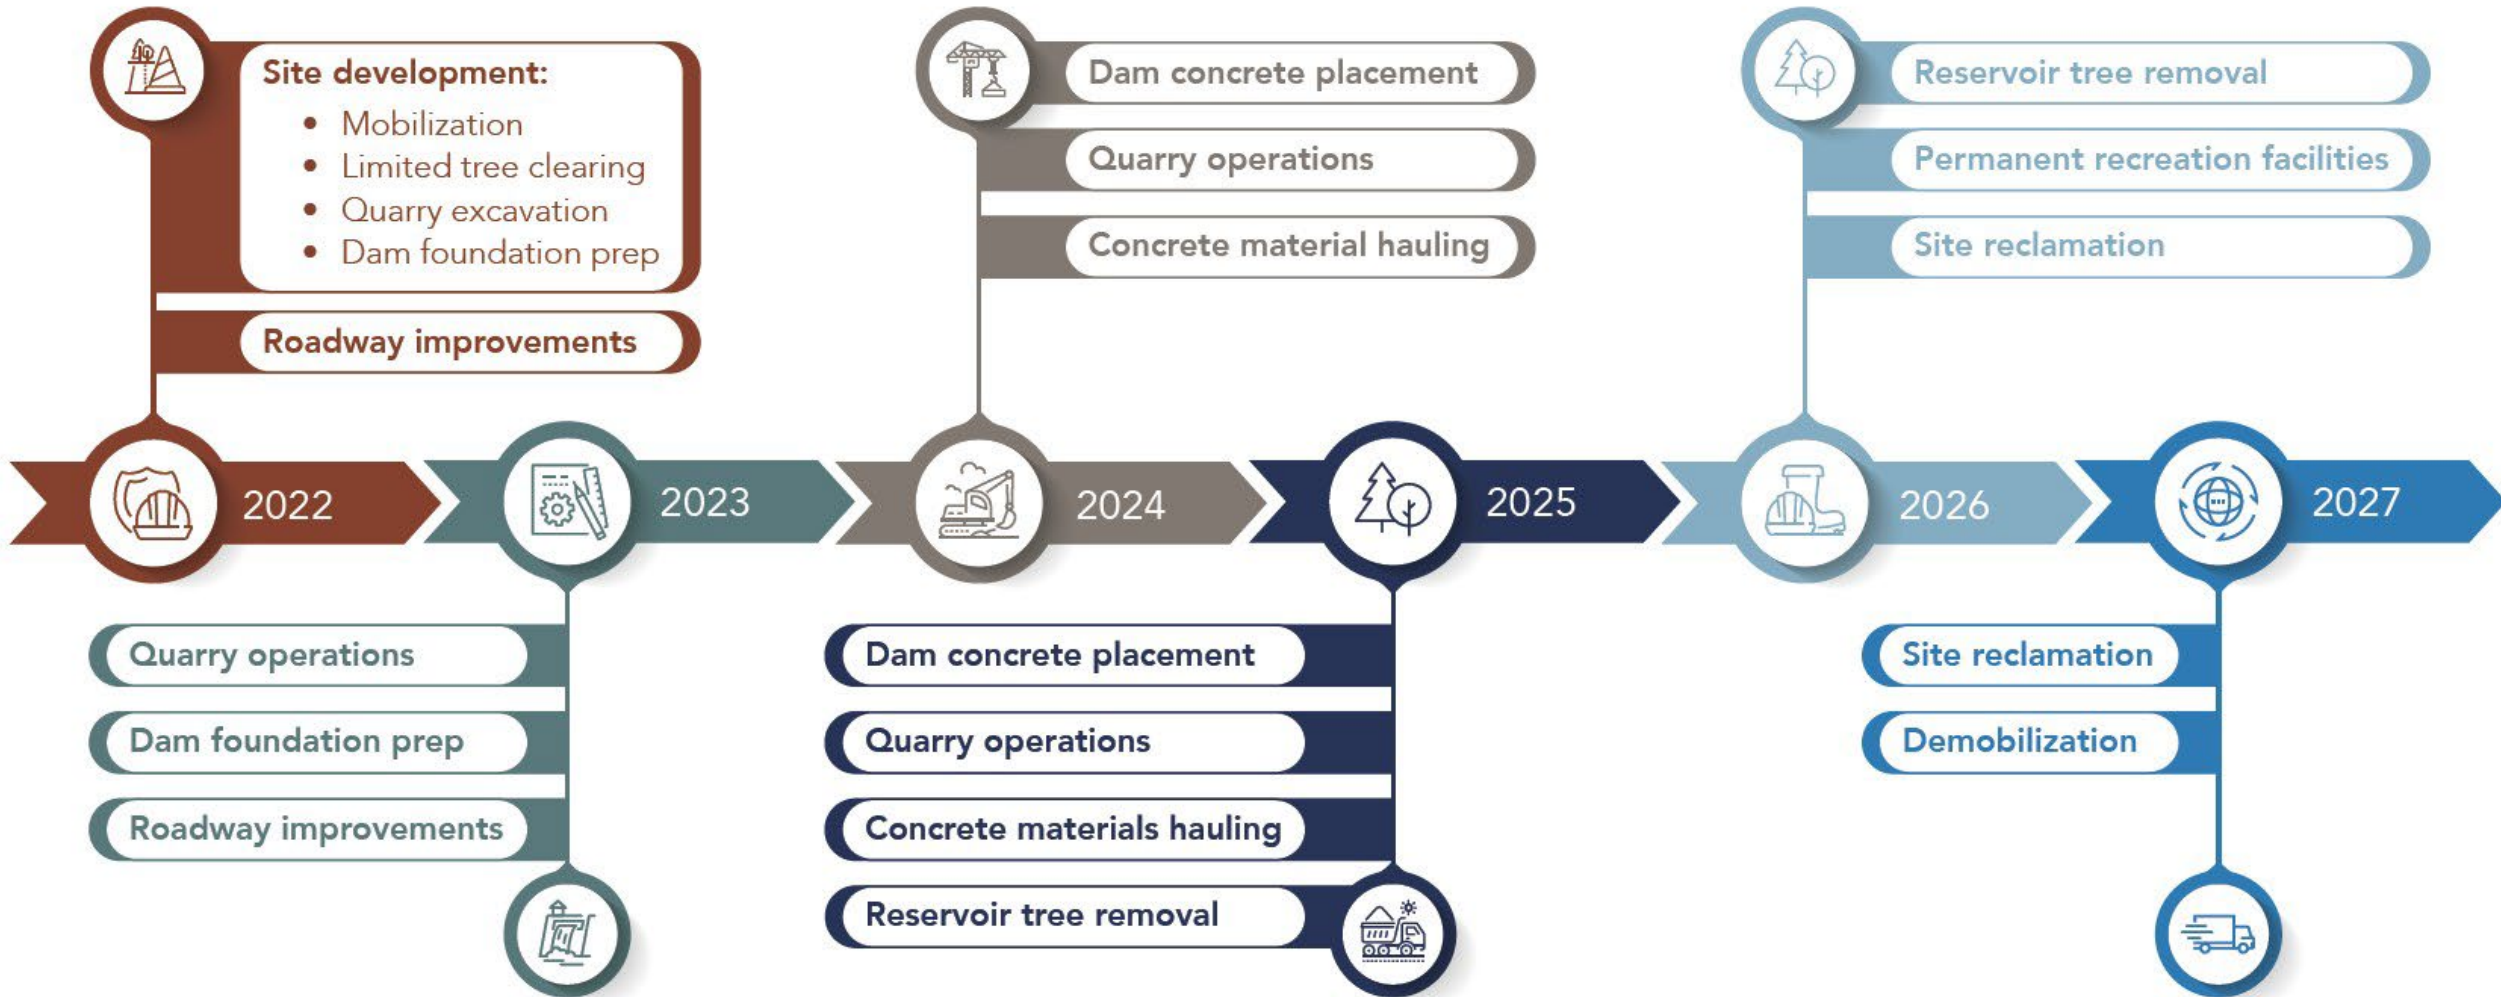 Site development:
• Mobilization
• Limited tree clearing
• Quarry excavation
• Dam foundation prep
Roadway improvements
2022
Quarry operations
Dam foundation prep
Roadway improvements
2023
Dam concrete placement
Quarry operations
Concrete material hauling
2024
Dam concrete placement
Quarry operations
Concrete materials hauling
Reservoir tree removal
2025
Reservoir tree removal
Permanent recreation facilities
Site reclamation
2026
Site reclamation
Demobilization
2027